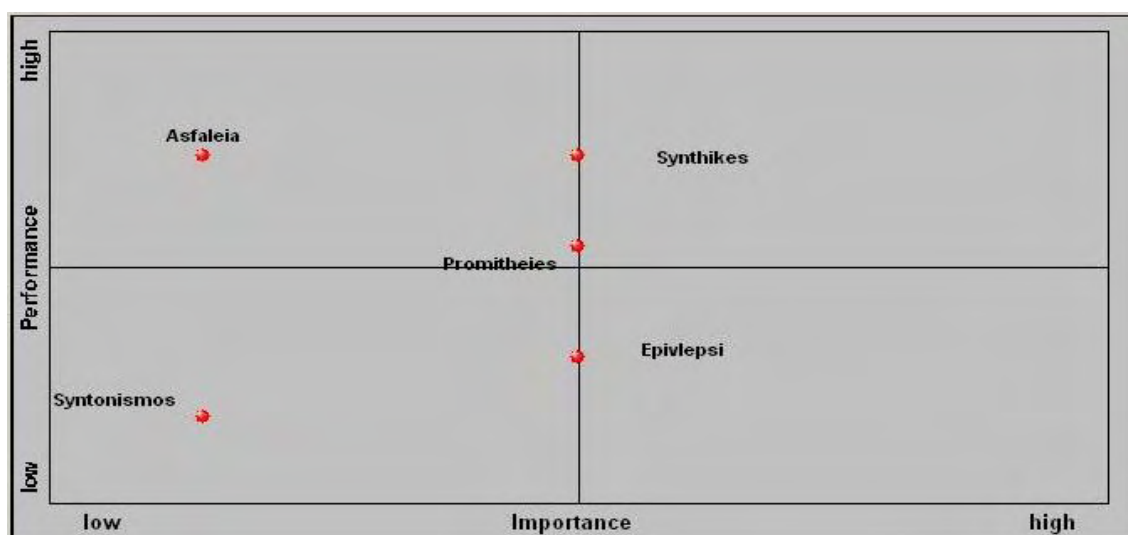 high
Asfaleia
Synthikes
Performance
Promitheies
Epivlepsi
Syntonismos
low
low Importance high